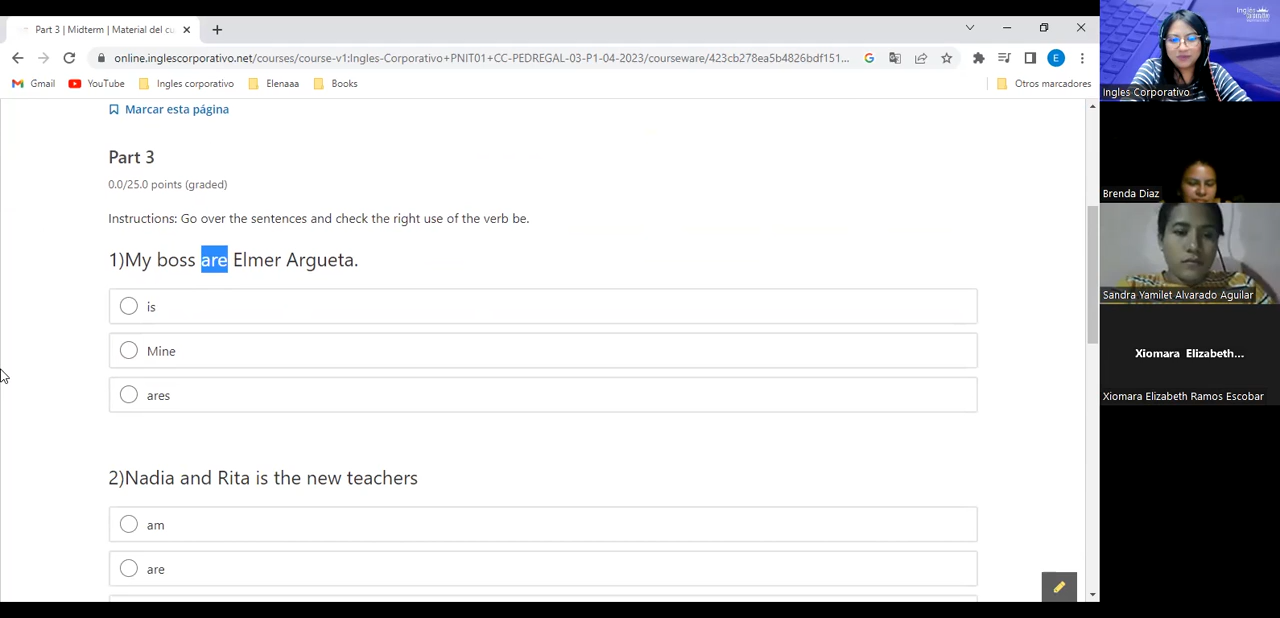 Part 3 | Midterm | Material del cu
online.inglescorporativo.net/courses/course-v1:Ingles-Corporativo+PNIT01+CC-PEDREGAL-03-P1-04-2023/courseware/423cb278ea5b4826bdf151...
E
Gmail
YouTube
Ingles corporativo
Elenaaa
Books
Otros marcadores
Marcar esta página
Part 3
0.0/25.0 points (graded)
Instructions: Go over the sentences and check the right use of the verb be.
1)My boss are Elmer Argueta.
is
Mine
ares
2)Nadia and Rita is the new teachers
am
are
Ingles Corporativo
Brenda Diaz
Sandra Yamilet Alvarado Aguilar
Xiomara Elizabeth...
Xiomara Elizabeth Ramos Escobar